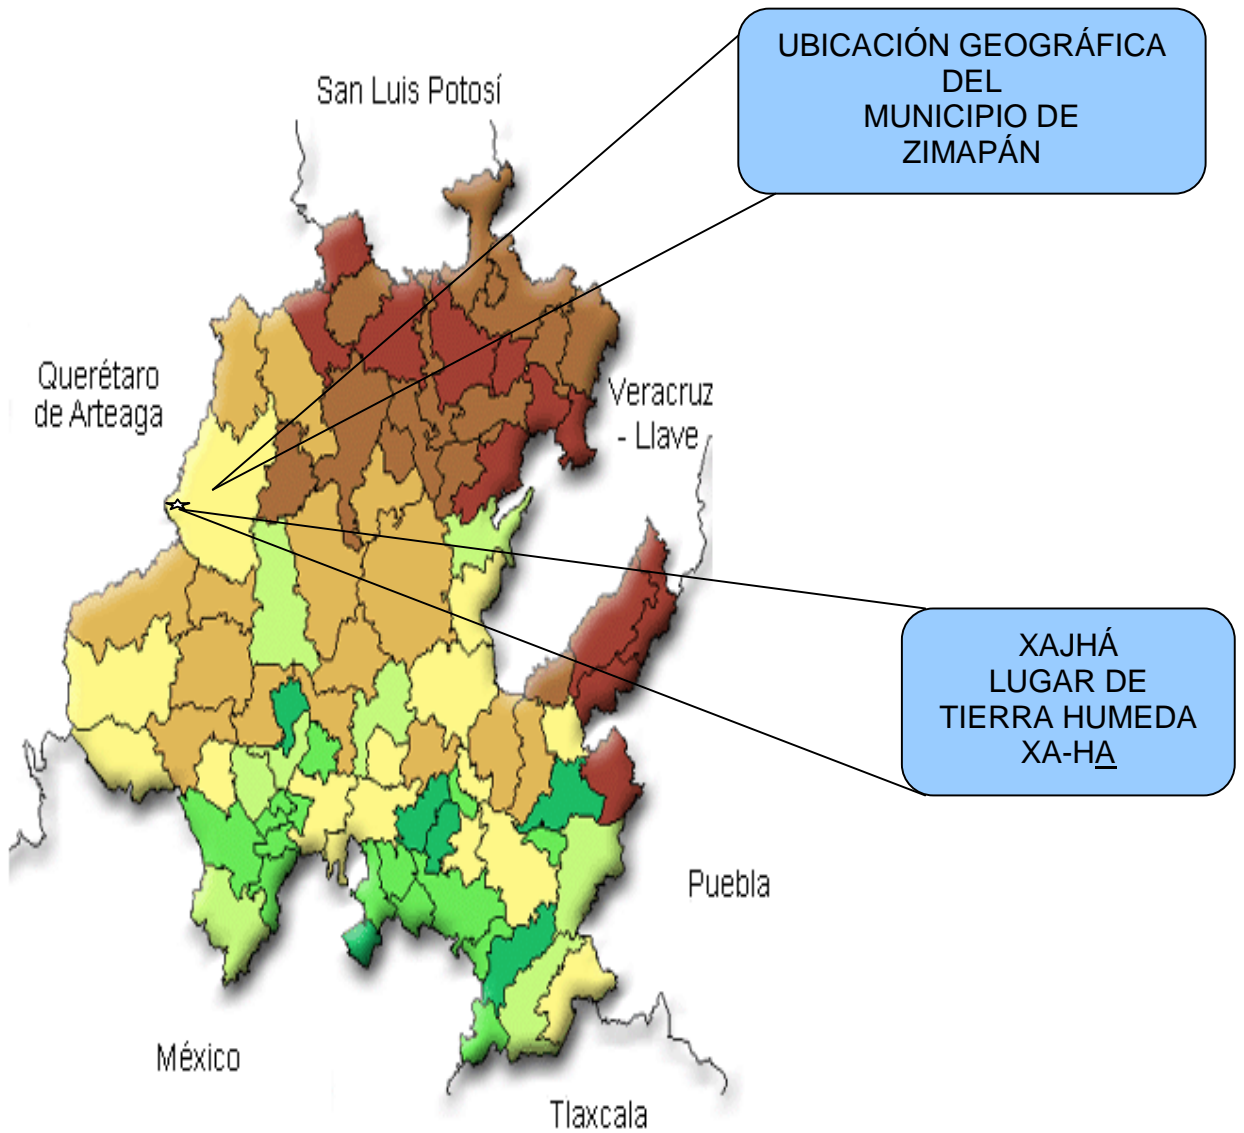 UBICACIÓN GEOGRÁFICA
DEL
MUNICIPIO DE
ZIMAPÁN
San Luis Potosí
Querétaro
de Arteaga
Veracruz
- Llave
XAJHÁ
LUGAR DE
TIERRA HUMEDA
XA-HA
Puebla
México
Tlaxcala